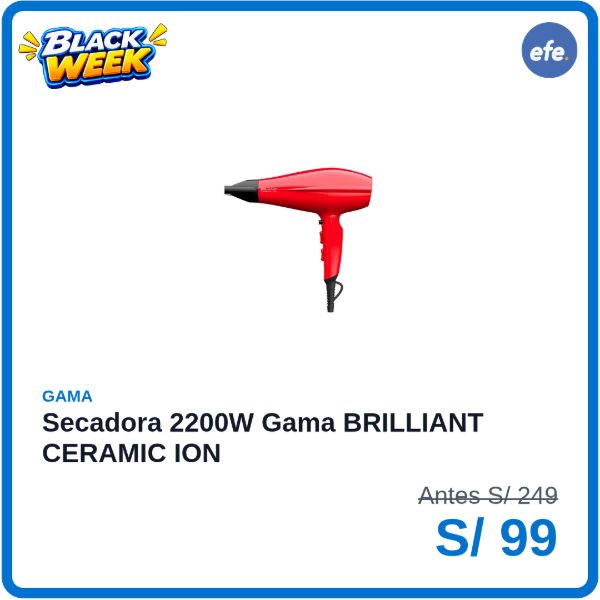 BLACK
WEEK
efe.
GAMA
Secadora 2200W Gama BRILLIANT
CERAMIC ION
Antes S/ 249
S/ 99